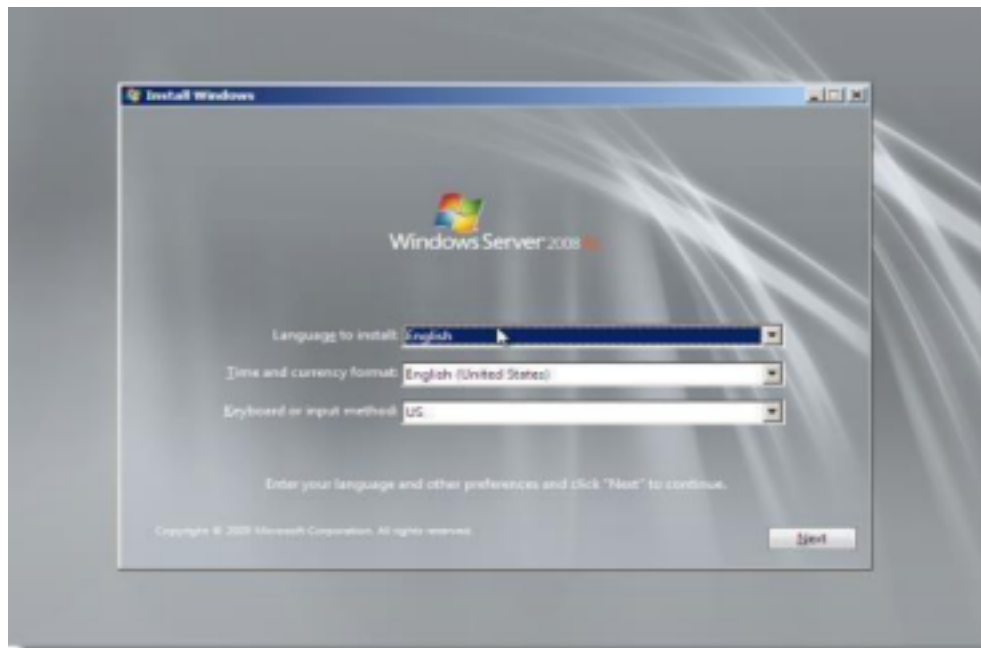 Install Windows
Windows Server 2008 R2
Language to install: English
Time and currency format: English (United States)
Keyboard or input method: US
Enter your language and other preferences and click "Next" to continue.
Copyright © 2009 Microsoft Corporation. All rights reserved.
Next